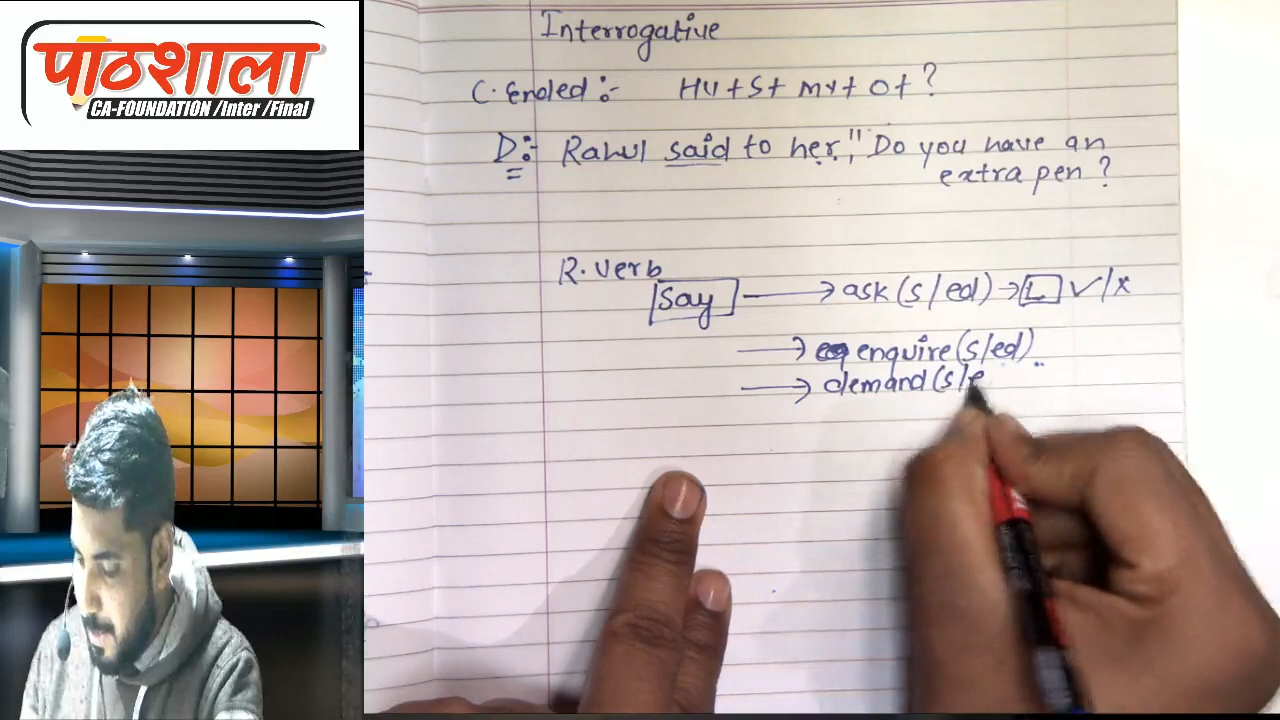 पाठशाला
CA-FOUNDATION /Inter /Final
Interrogative
C. Ended :- HV + S + MV + O + ?
D:- Rahul said to her, " Do you have an
extra pen ?
R. Verb
Say → ask (s/ed) → L ✓/x
→ enquire (s/ed)
→ demand (s/e